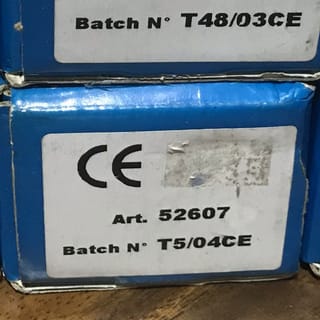 Batch N° T48/03CE
CE
Art. 52607
Batch N° T5/04CE